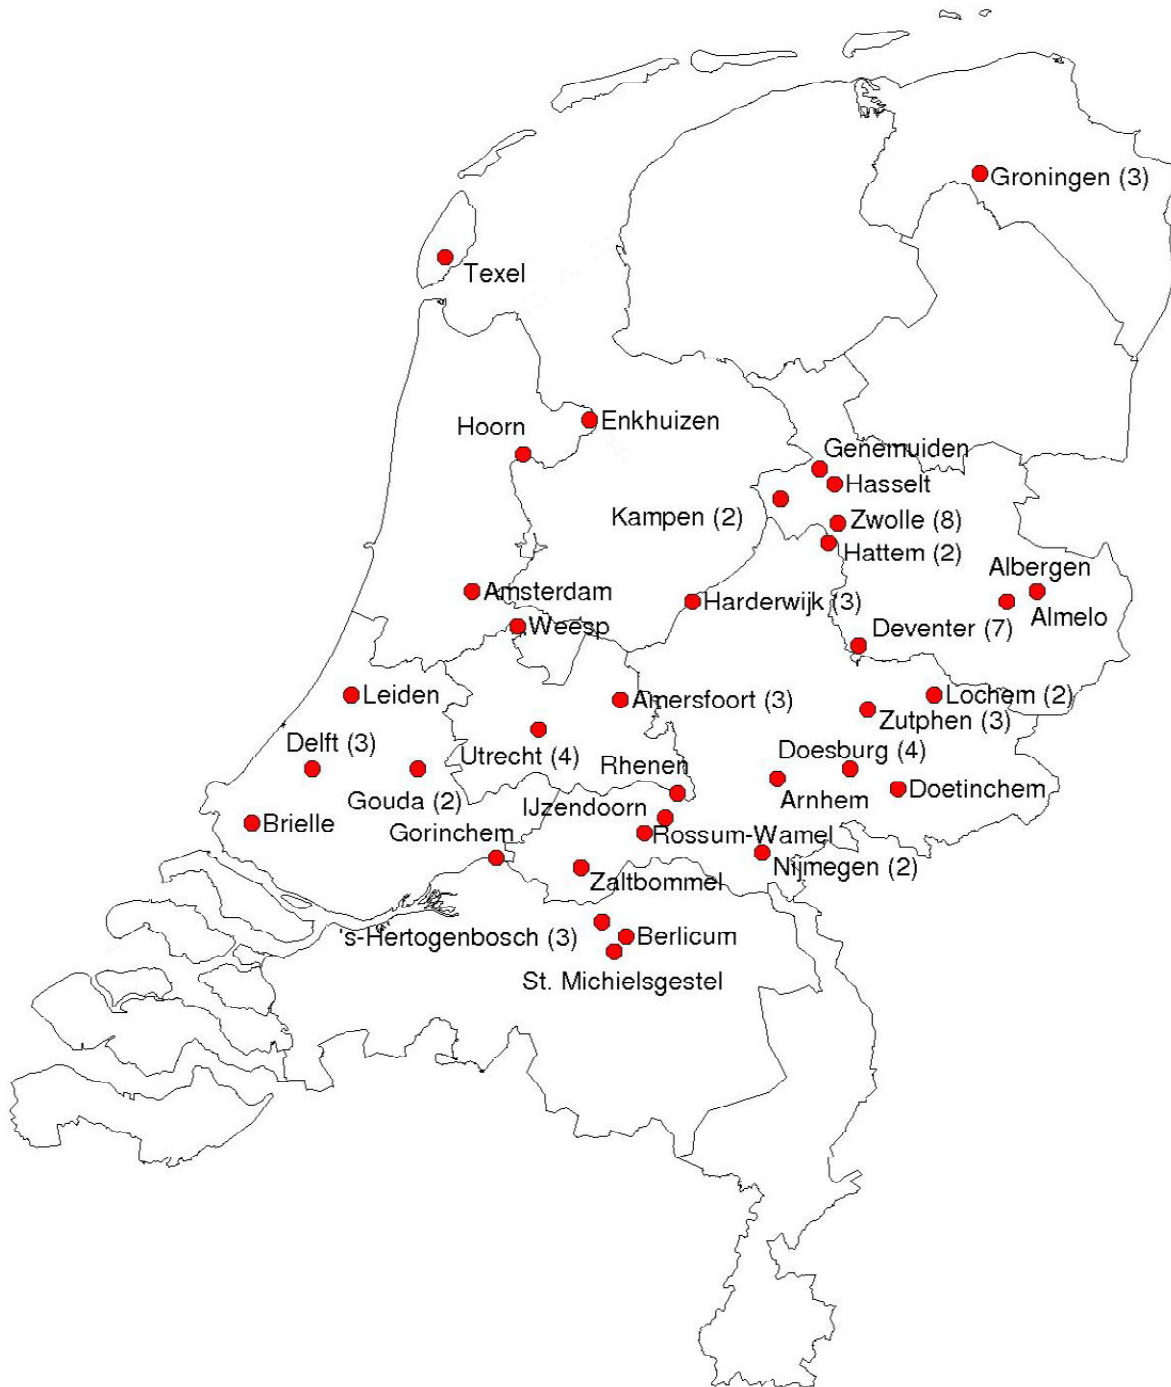 Groningen (3)
Texel
Enkhuizen
Hoorn
Genemuiden
Hasselt
Kampen (2)
Zwolle (8)
Hattem (2)
Albergen
Amsterdam
Harderwijk (3)
Almelo
Weesp
Deventer (7)
Leiden
Amersfoort (3)
Lochem (2)
Zutphen (3)
Delft (3)
Utrecht (4)
Doesburg (4)
Rhenen
Gouda (2)
Arnhem
Doetinchem
IJzendoorn
Brielle
Gorinchem
Rossum-Wamel
Nijmegen (2)
Zaltbommel
's-Hertogenbosch (3)
Berlicum
St. Michielsgestel